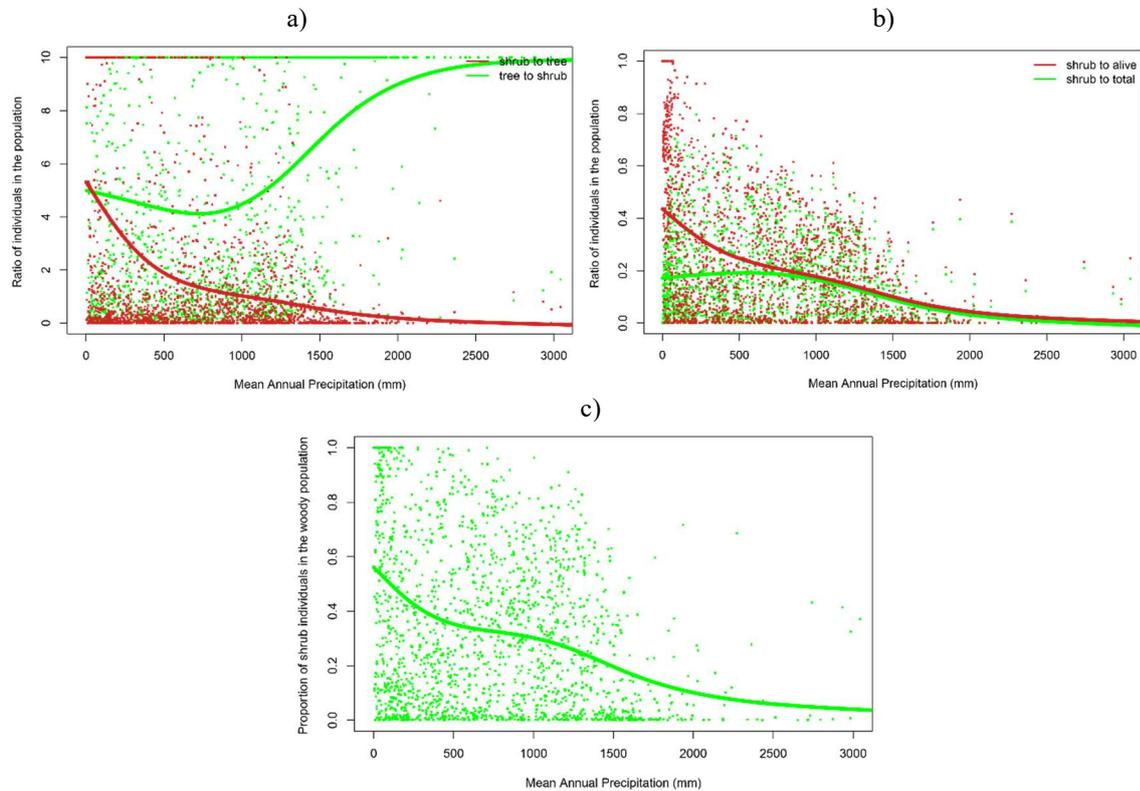 a)
Ratio of individuals in the population
10
8
6
4
2
0
shrub to tree
tree to shrub
0 500 1000 1500 2000 2500 3000
Mean Annual Precipitation (mm)
b)
Ratio of individuals in the population
1.0
0.8
0.6
0.4
0.2
0.0
shrub to alive
shrub to total
0 500 1000 1500 2000 2500 3000
Mean Annual Precipitation (mm)
c)
Proportion of shrub individuals in the woody population
1.0
0.8
0.6
0.4
0.2
0.0
0 500 1000 1500 2000 2500 3000
Mean Annual Precipitation (mm)